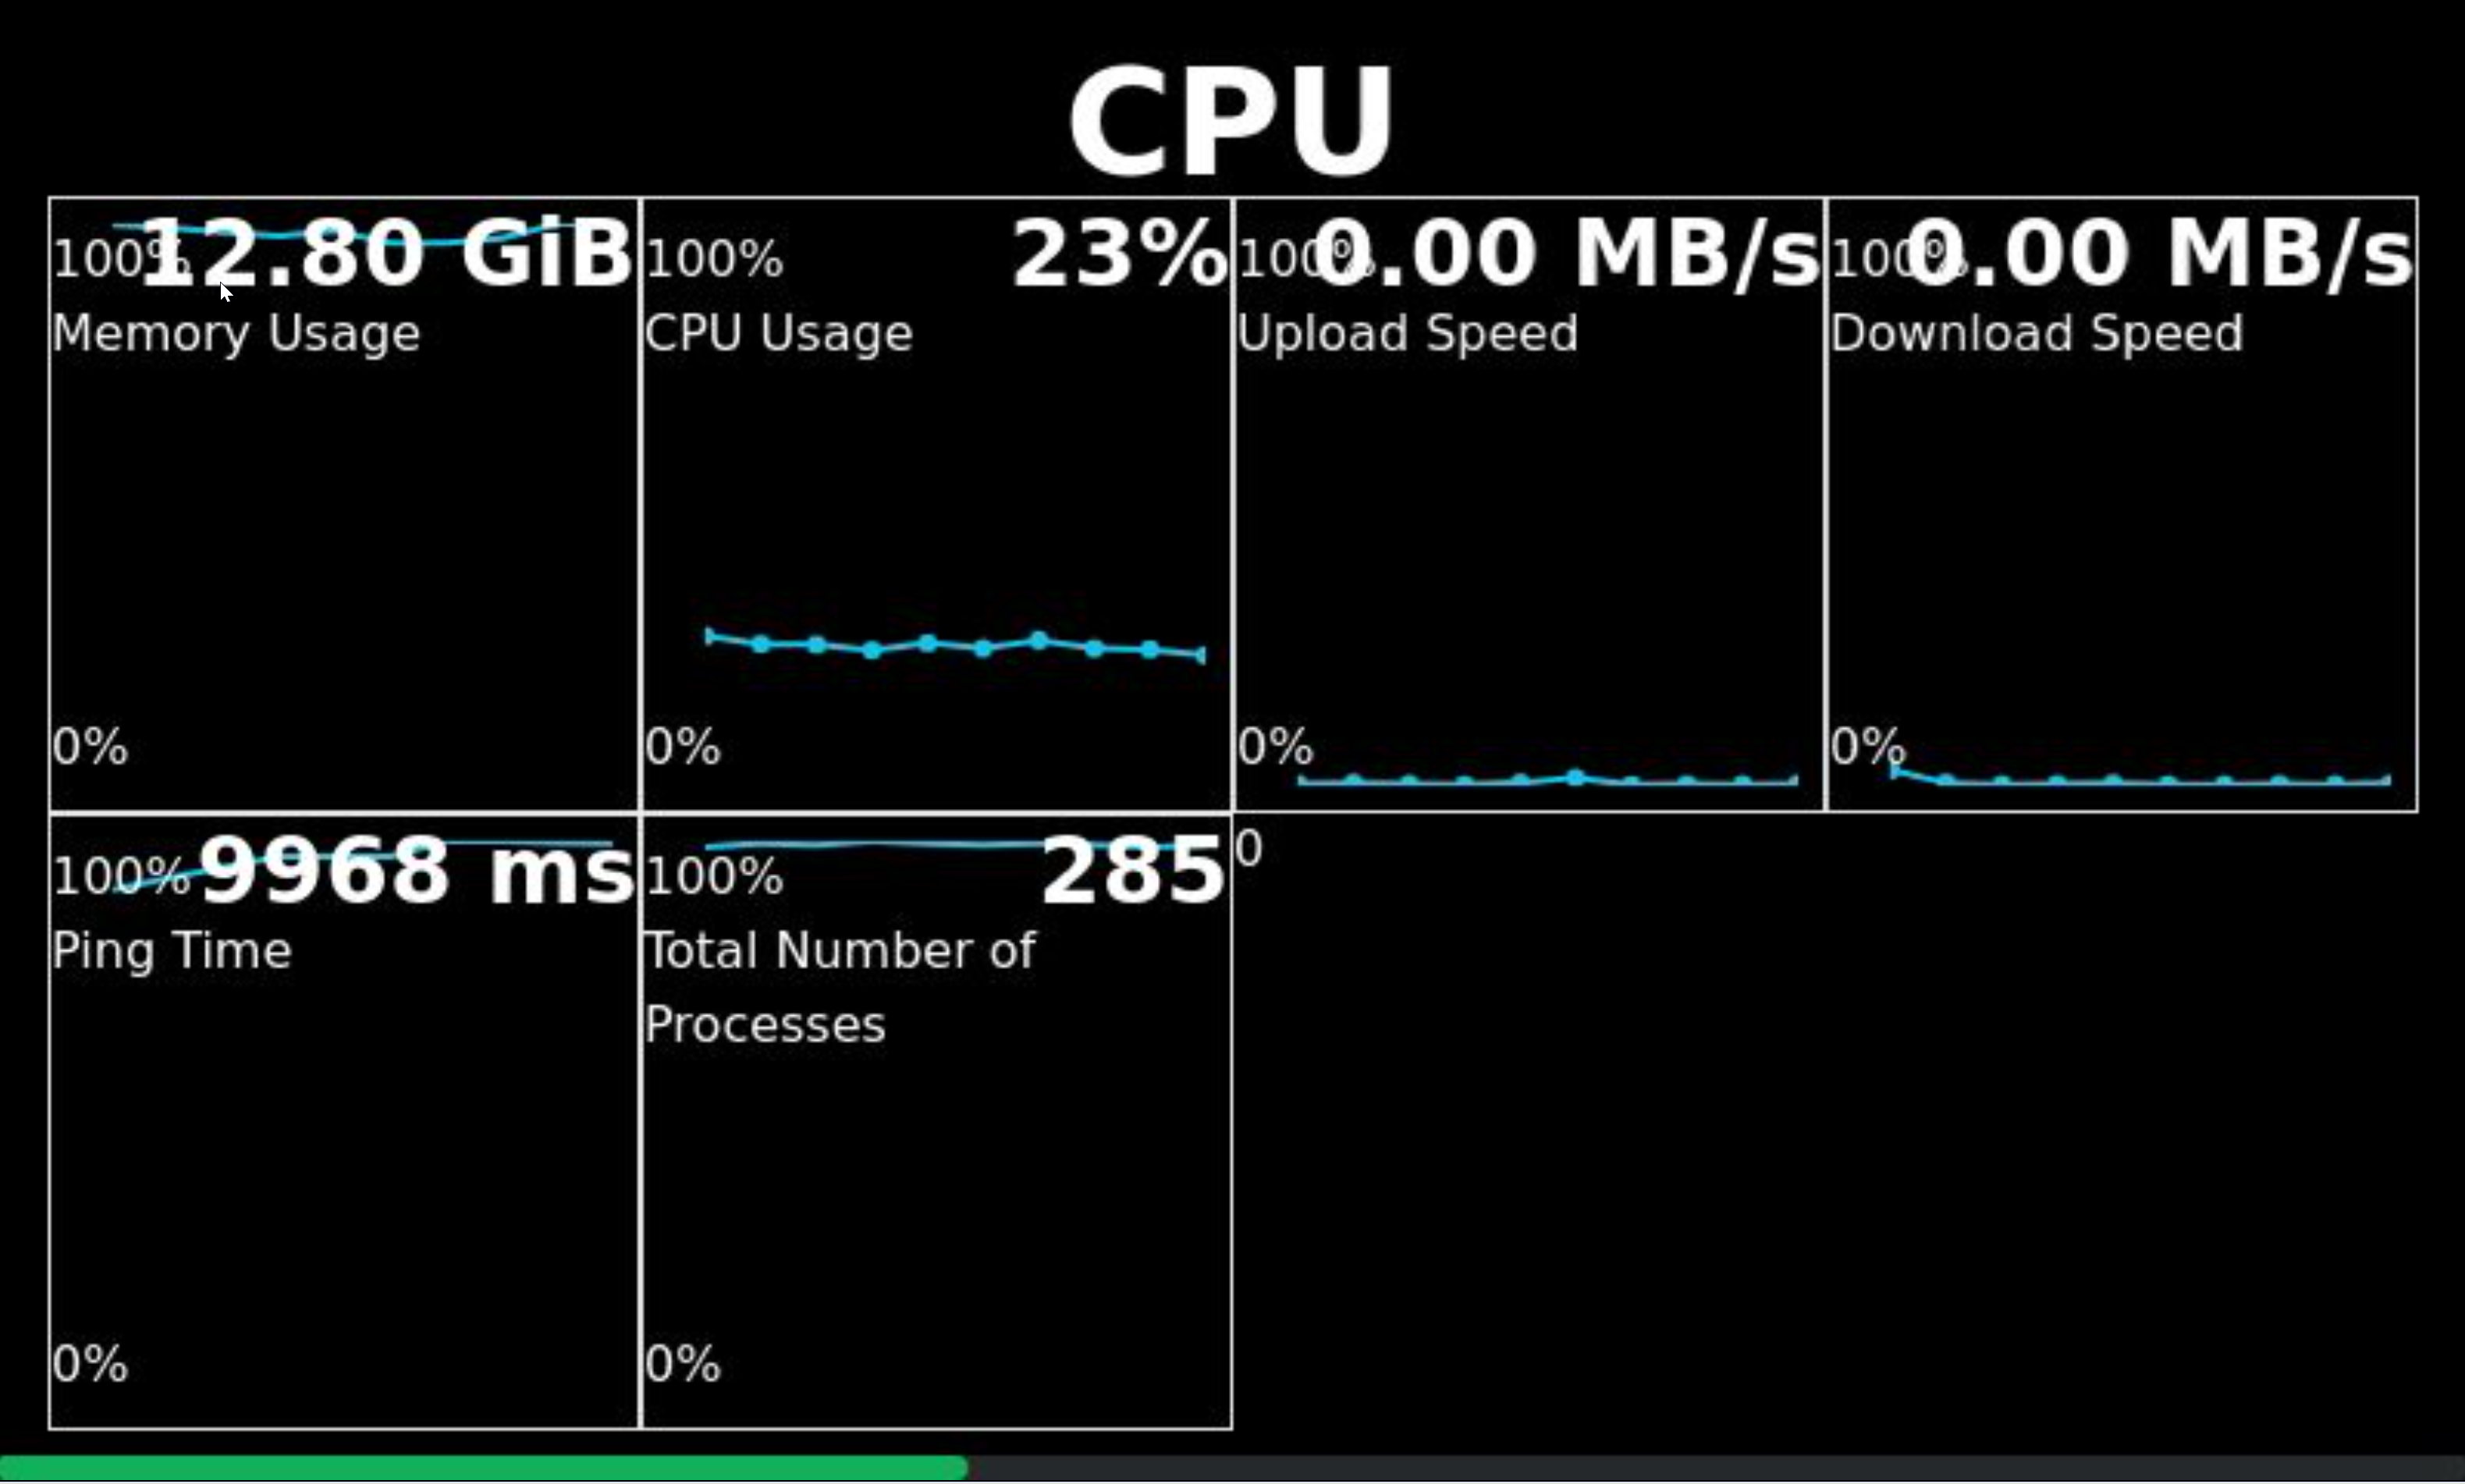 CPU
100% 12.80 GiB
Memory Usage
0%
100% 23%
CPU Usage
0%
100% 0.00 MB/s
Upload Speed
0%
100% 0.00 MB/s
Download Speed
0%
100% 9968 ms
Ping Time
0%
100% 285
Total Number of
Processes
0%
0